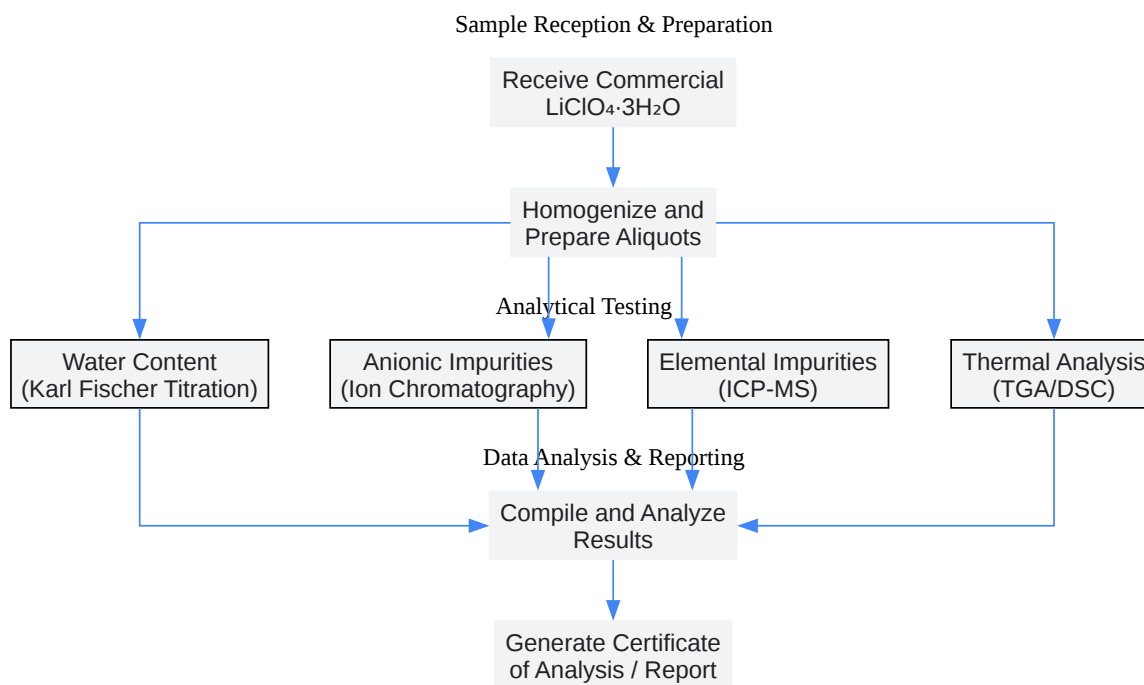 Sample Reception & Preparation
Receive Commercial
LiClO₄·3H₂O
Homogenize and
Prepare Aliquots
Analytical Testing
Water Content
(Karl Fischer Titration)
Anionic Impurities
(Ion Chromatography)
Elemental Impurities
(ICP-MS)
Thermal Analysis
(TGA/DSC)
Data Analysis & Reporting
Compile and Analyze
Results
Generate Certificate
of Analysis / Report